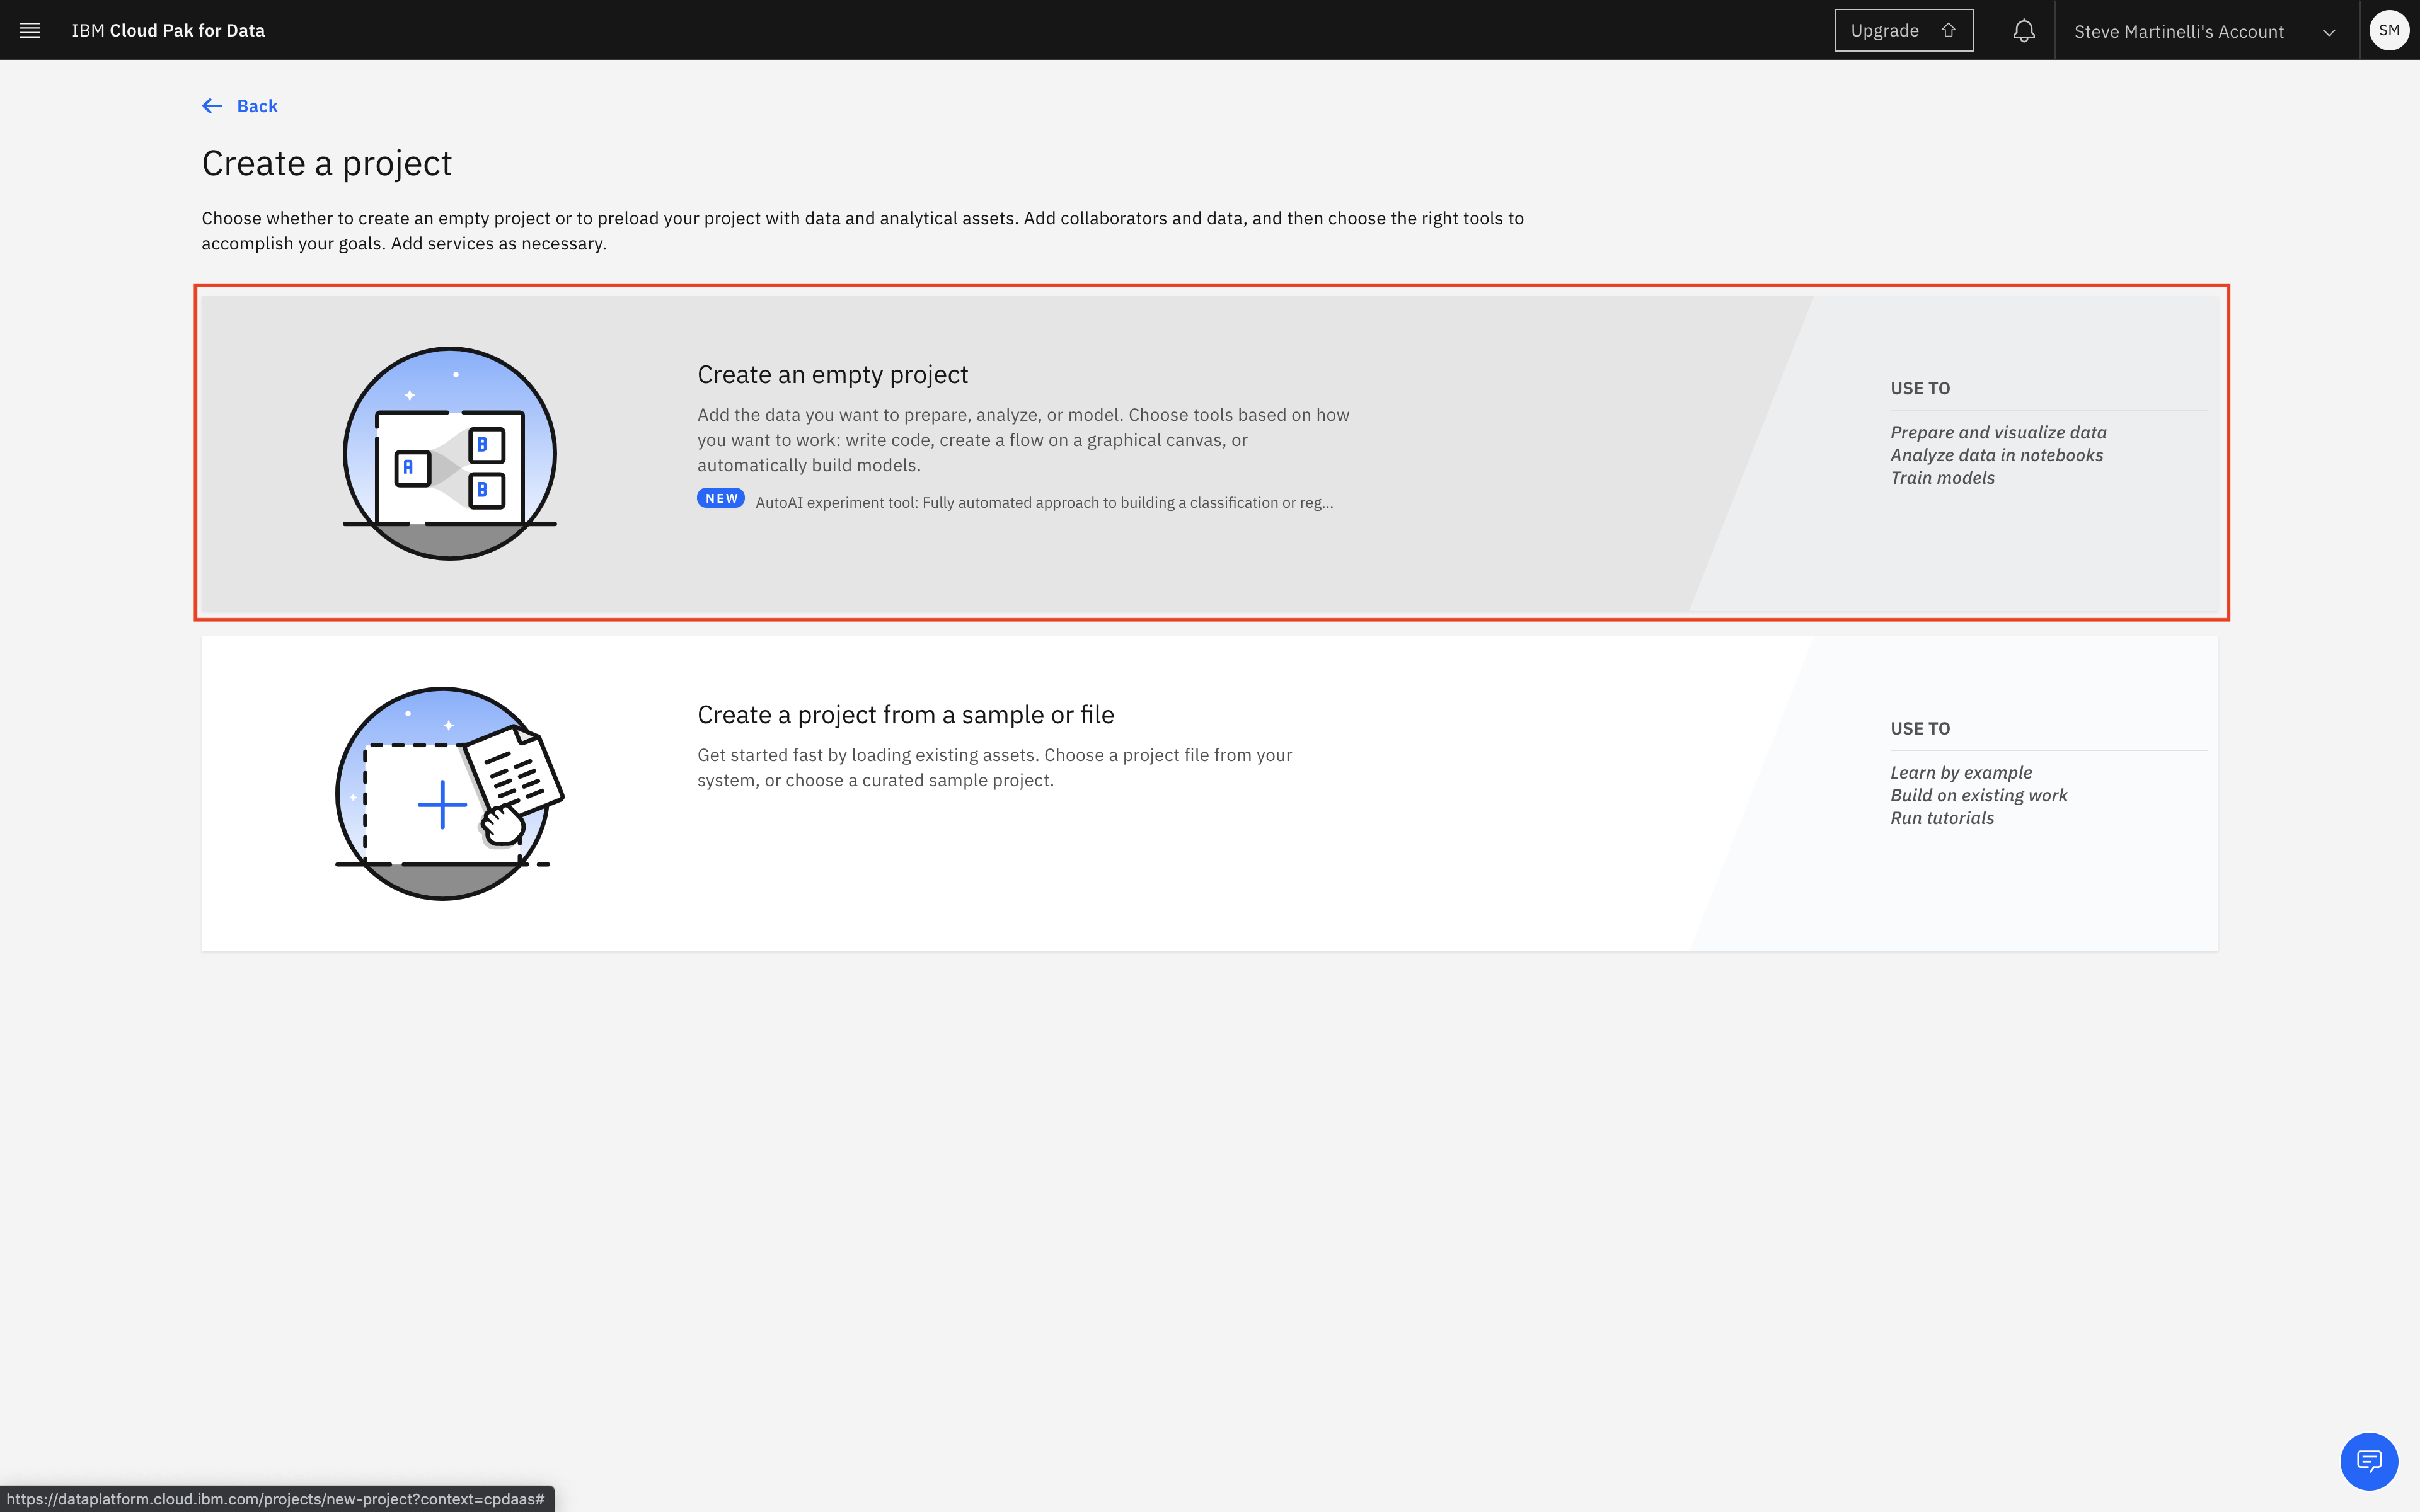 IBM Cloud Pak for Data
Upgrade
Steve Martinelli's Account
SM
Back
Create a project
Choose whether to create an empty project or to preload your project with data and analytical assets. Add collaborators and data, and then choose the right tools to
accomplish your goals. Add services as necessary.
Create an empty project
Add the data you want to prepare, analyze, or model. Choose tools based on how
you want to work: write code, create a flow on a graphical canvas, or
automatically build models.
NEW AutoAI experiment tool: Fully automated approach to building a classification or reg...
A
B
B
USE TO
Prepare and visualize data
Analyze data in notebooks
Train models
Create a project from a sample or file
Get started fast by loading existing assets. Choose a project file from your
system, or choose a curated sample project.
USE TO
Learn by example
Build on existing work
Run tutorials
https://dataplatform.cloud.ibm.com/projects/new-project?context=cpdaas#